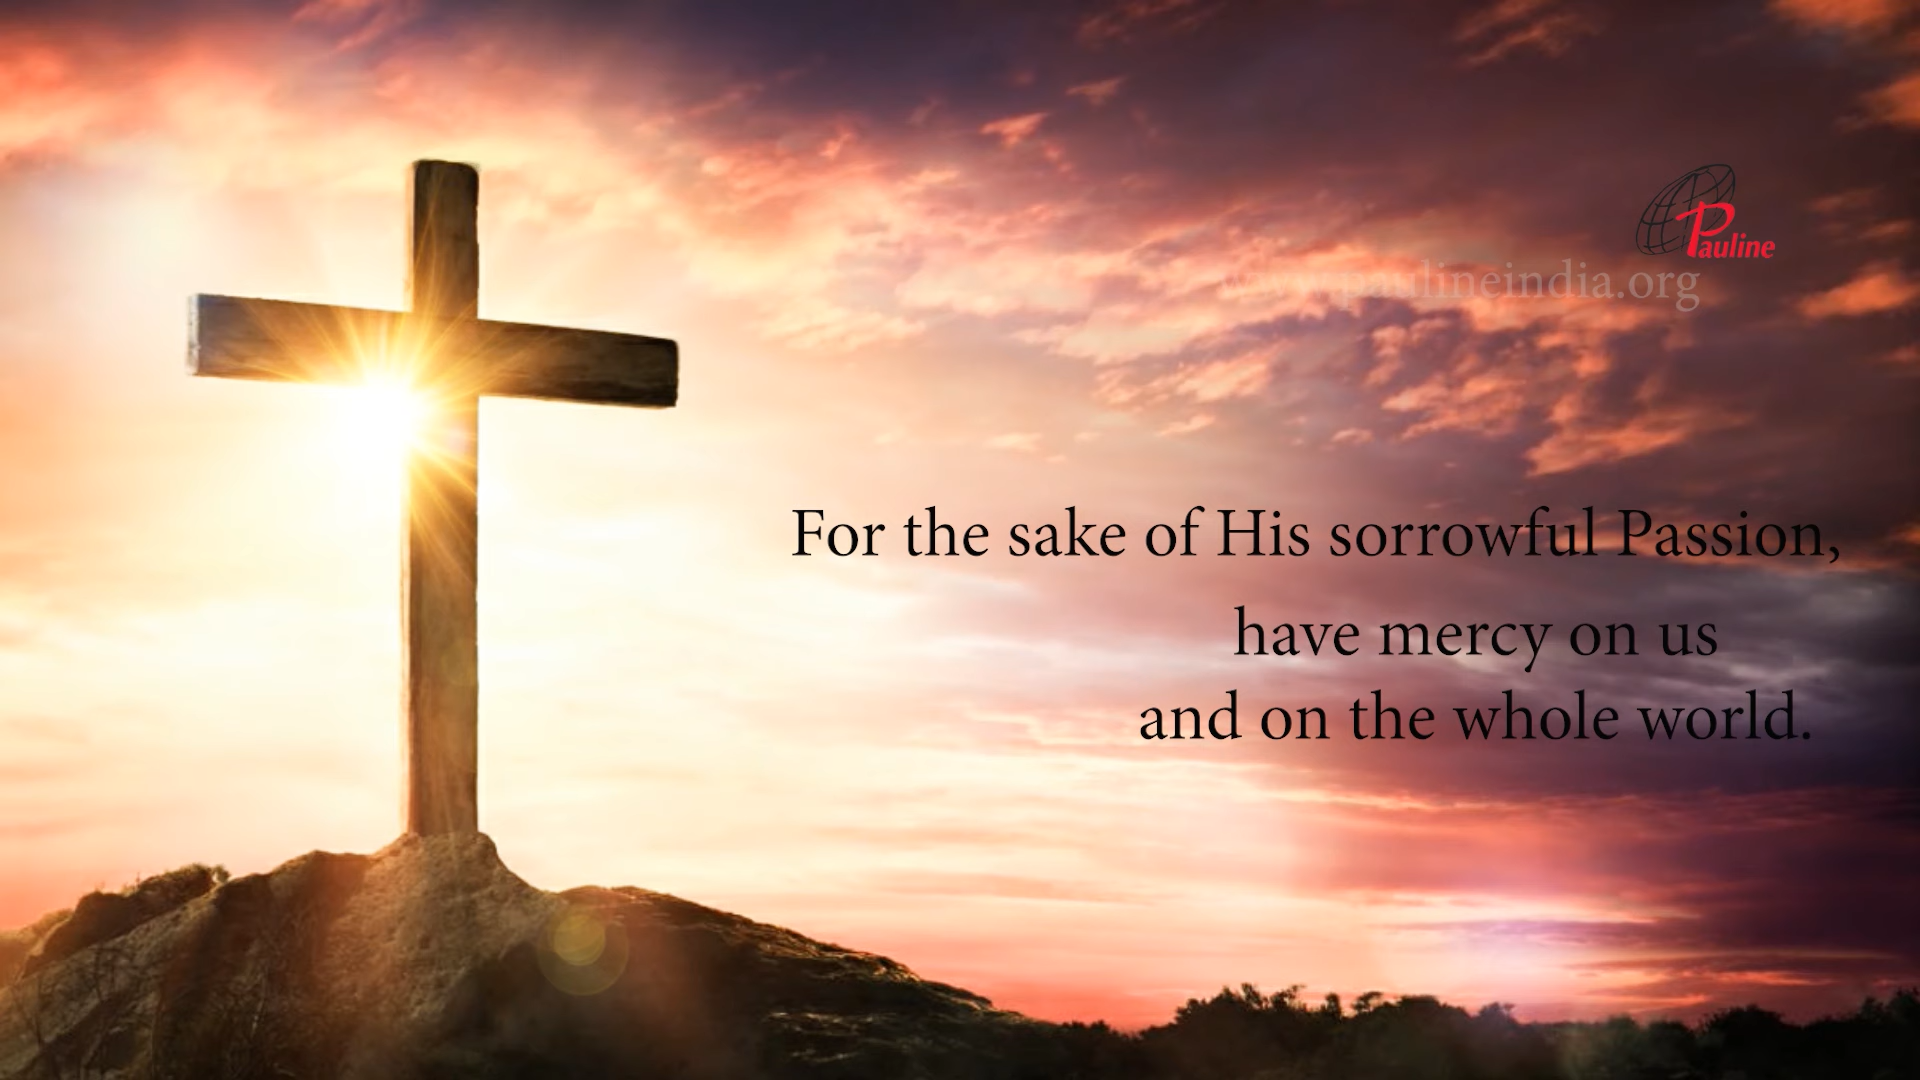 Pauline
www.paulineindia.org
For the sake of His sorrowful Passion,
have mercy on us
and on the whole world.